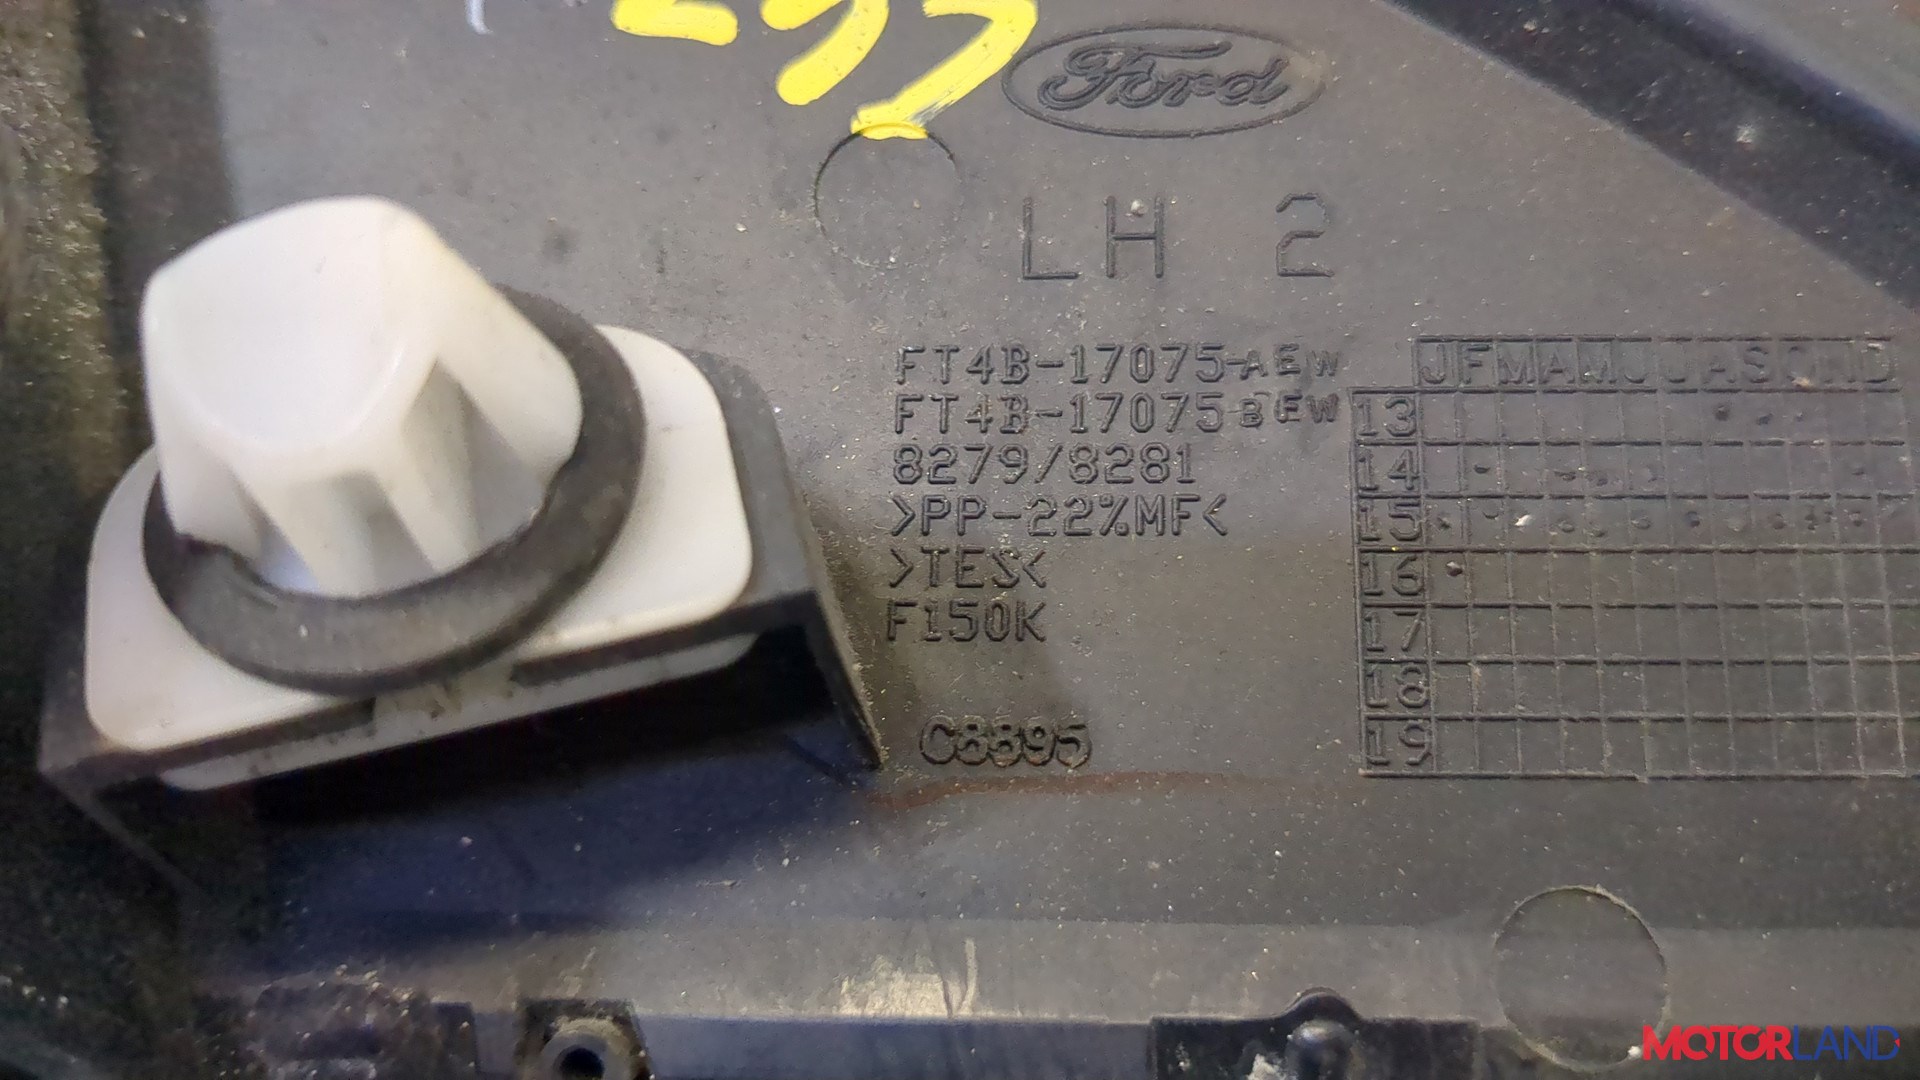 Ford
LH 2
FT4B-17075-AEW
FT4B-17075-BEW
8279/8281
>PP-22%MF<
>TES<
F150K
C8895
JFMAMJJASOND
13
14
15
16
17
18
19
MOTORLAND